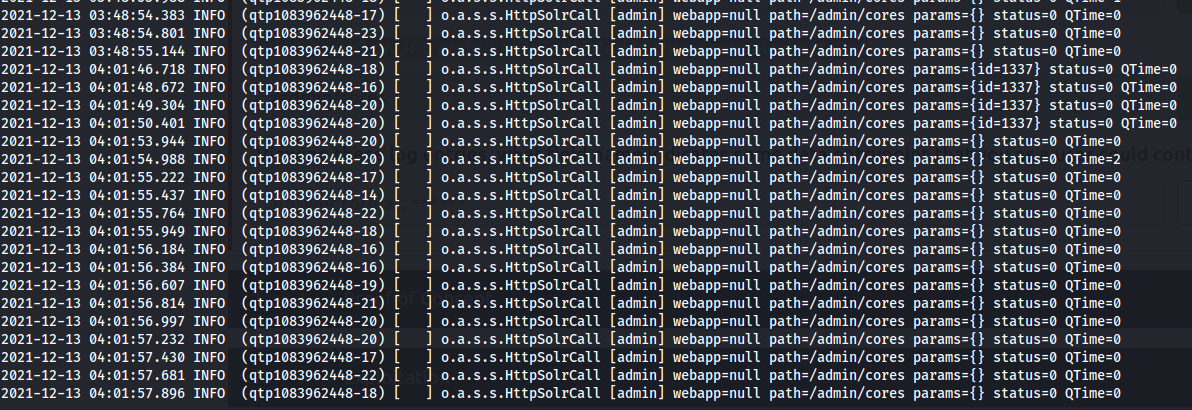 2021-12-13 03:48:54.383 INFO  (qtp1083962448-17) [   ] o.a.s.s.HttpSolrCall [admin] webapp=null path=/admin/cores params={} status=0 QTime=0
2021-12-13 03:48:54.801 INFO  (qtp1083962448-23) [   ] o.a.s.s.HttpSolrCall [admin] webapp=null path=/admin/cores params={} status=0 QTime=0
2021-12-13 03:48:55.144 INFO  (qtp1083962448-21) [   ] o.a.s.s.HttpSolrCall [admin] webapp=null path=/admin/cores params={} status=0 QTime=0
2021-12-13 04:01:46.718 INFO  (qtp1083962448-18) [   ] o.a.s.s.HttpSolrCall [admin] webapp=null path=/admin/cores params={id=1337} status=0 QTime=0
2021-12-13 04:01:48.672 INFO  (qtp1083962448-16) [   ] o.a.s.s.HttpSolrCall [admin] webapp=null path=/admin/cores params={id=1337} status=0 QTime=0
2021-12-13 04:01:49.304 INFO  (qtp1083962448-20) [   ] o.a.s.s.HttpSolrCall [admin] webapp=null path=/admin/cores params={id=1337} status=0 QTime=0
2021-12-13 04:01:50.401 INFO  (qtp1083962448-20) [   ] o.a.s.s.HttpSolrCall [admin] webapp=null path=/admin/cores params={id=1337} status=0 QTime=0
2021-12-13 04:01:53.944 INFO  (qtp1083962448-20) [   ] o.a.s.s.HttpSolrCall [admin] webapp=null path=/admin/cores params={} status=0 QTime=0
2021-12-13 04:01:54.988 INFO  (qtp1083962448-20) [   ] o.a.s.s.HttpSolrCall [admin] webapp=null path=/admin/cores params={} status=0 QTime=2
2021-12-13 04:01:55.222 INFO  (qtp1083962448-17) [   ] o.a.s.s.HttpSolrCall [admin] webapp=null path=/admin/cores params={} status=0 QTime=0
2021-12-13 04:01:55.437 INFO  (qtp1083962448-14) [   ] o.a.s.s.HttpSolrCall [admin] webapp=null path=/admin/cores params={} status=0 QTime=0
2021-12-13 04:01:55.764 INFO  (qtp1083962448-22) [   ] o.a.s.s.HttpSolrCall [admin] webapp=null path=/admin/cores params={} status=0 QTime=0
2021-12-13 04:01:55.949 INFO  (qtp1083962448-18) [   ] o.a.s.s.HttpSolrCall [admin] webapp=null path=/admin/cores params={} status=0 QTime=0
2021-12-13 04:01:56.184 INFO  (qtp1083962448-16) [   ] o.a.s.s.HttpSolrCall [admin] webapp=null path=/admin/cores params={} status=0 QTime=0
2021-12-13 04:01:56.384 INFO  (qtp1083962448-16) [   ] o.a.s.s.HttpSolrCall [admin] webapp=null path=/admin/cores params={} status=0 QTime=0
2021-12-13 04:01:56.607 INFO  (qtp1083962448-19) [   ] o.a.s.s.HttpSolrCall [admin] webapp=null path=/admin/cores params={} status=0 QTime=0
2021-12-13 04:01:56.814 INFO  (qtp1083962448-21) [   ] o.a.s.s.HttpSolrCall [admin] webapp=null path=/admin/cores params={} status=0 QTime=0
2021-12-13 04:01:56.997 INFO  (qtp1083962448-20) [   ] o.a.s.s.HttpSolrCall [admin] webapp=null path=/admin/cores params={} status=0 QTime=0
2021-12-13 04:01:57.232 INFO  (qtp1083962448-20) [   ] o.a.s.s.HttpSolrCall [admin] webapp=null path=/admin/cores params={} status=0 QTime=0
2021-12-13 04:01:57.430 INFO  (qtp1083962448-17) [   ] o.a.s.s.HttpSolrCall [admin] webapp=null path=/admin/cores params={} status=0 QTime=0
2021-12-13 04:01:57.681 INFO  (qtp1083962448-22) [   ] o.a.s.s.HttpSolrCall [admin] webapp=null path=/admin/cores params={} status=0 QTime=0
2021-12-13 04:01:57.896 INFO  (qtp1083962448-18) [   ] o.a.s.s.HttpSolrCall [admin] webapp=null path=/admin/cores params={} status=0 QTime=0